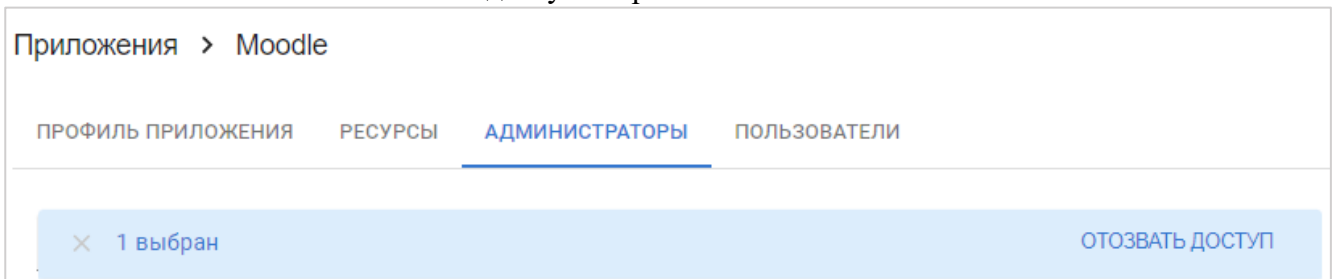 Приложения > Moodle
ПРОФИЛЬ ПРИЛОЖЕНИЯ РЕСУРСЫ АДМИНИСТРАТОРЫ ПОЛЬЗОВАТЕЛИ
× 1 выбран ОТОЗВАТЬ ДОСТУП